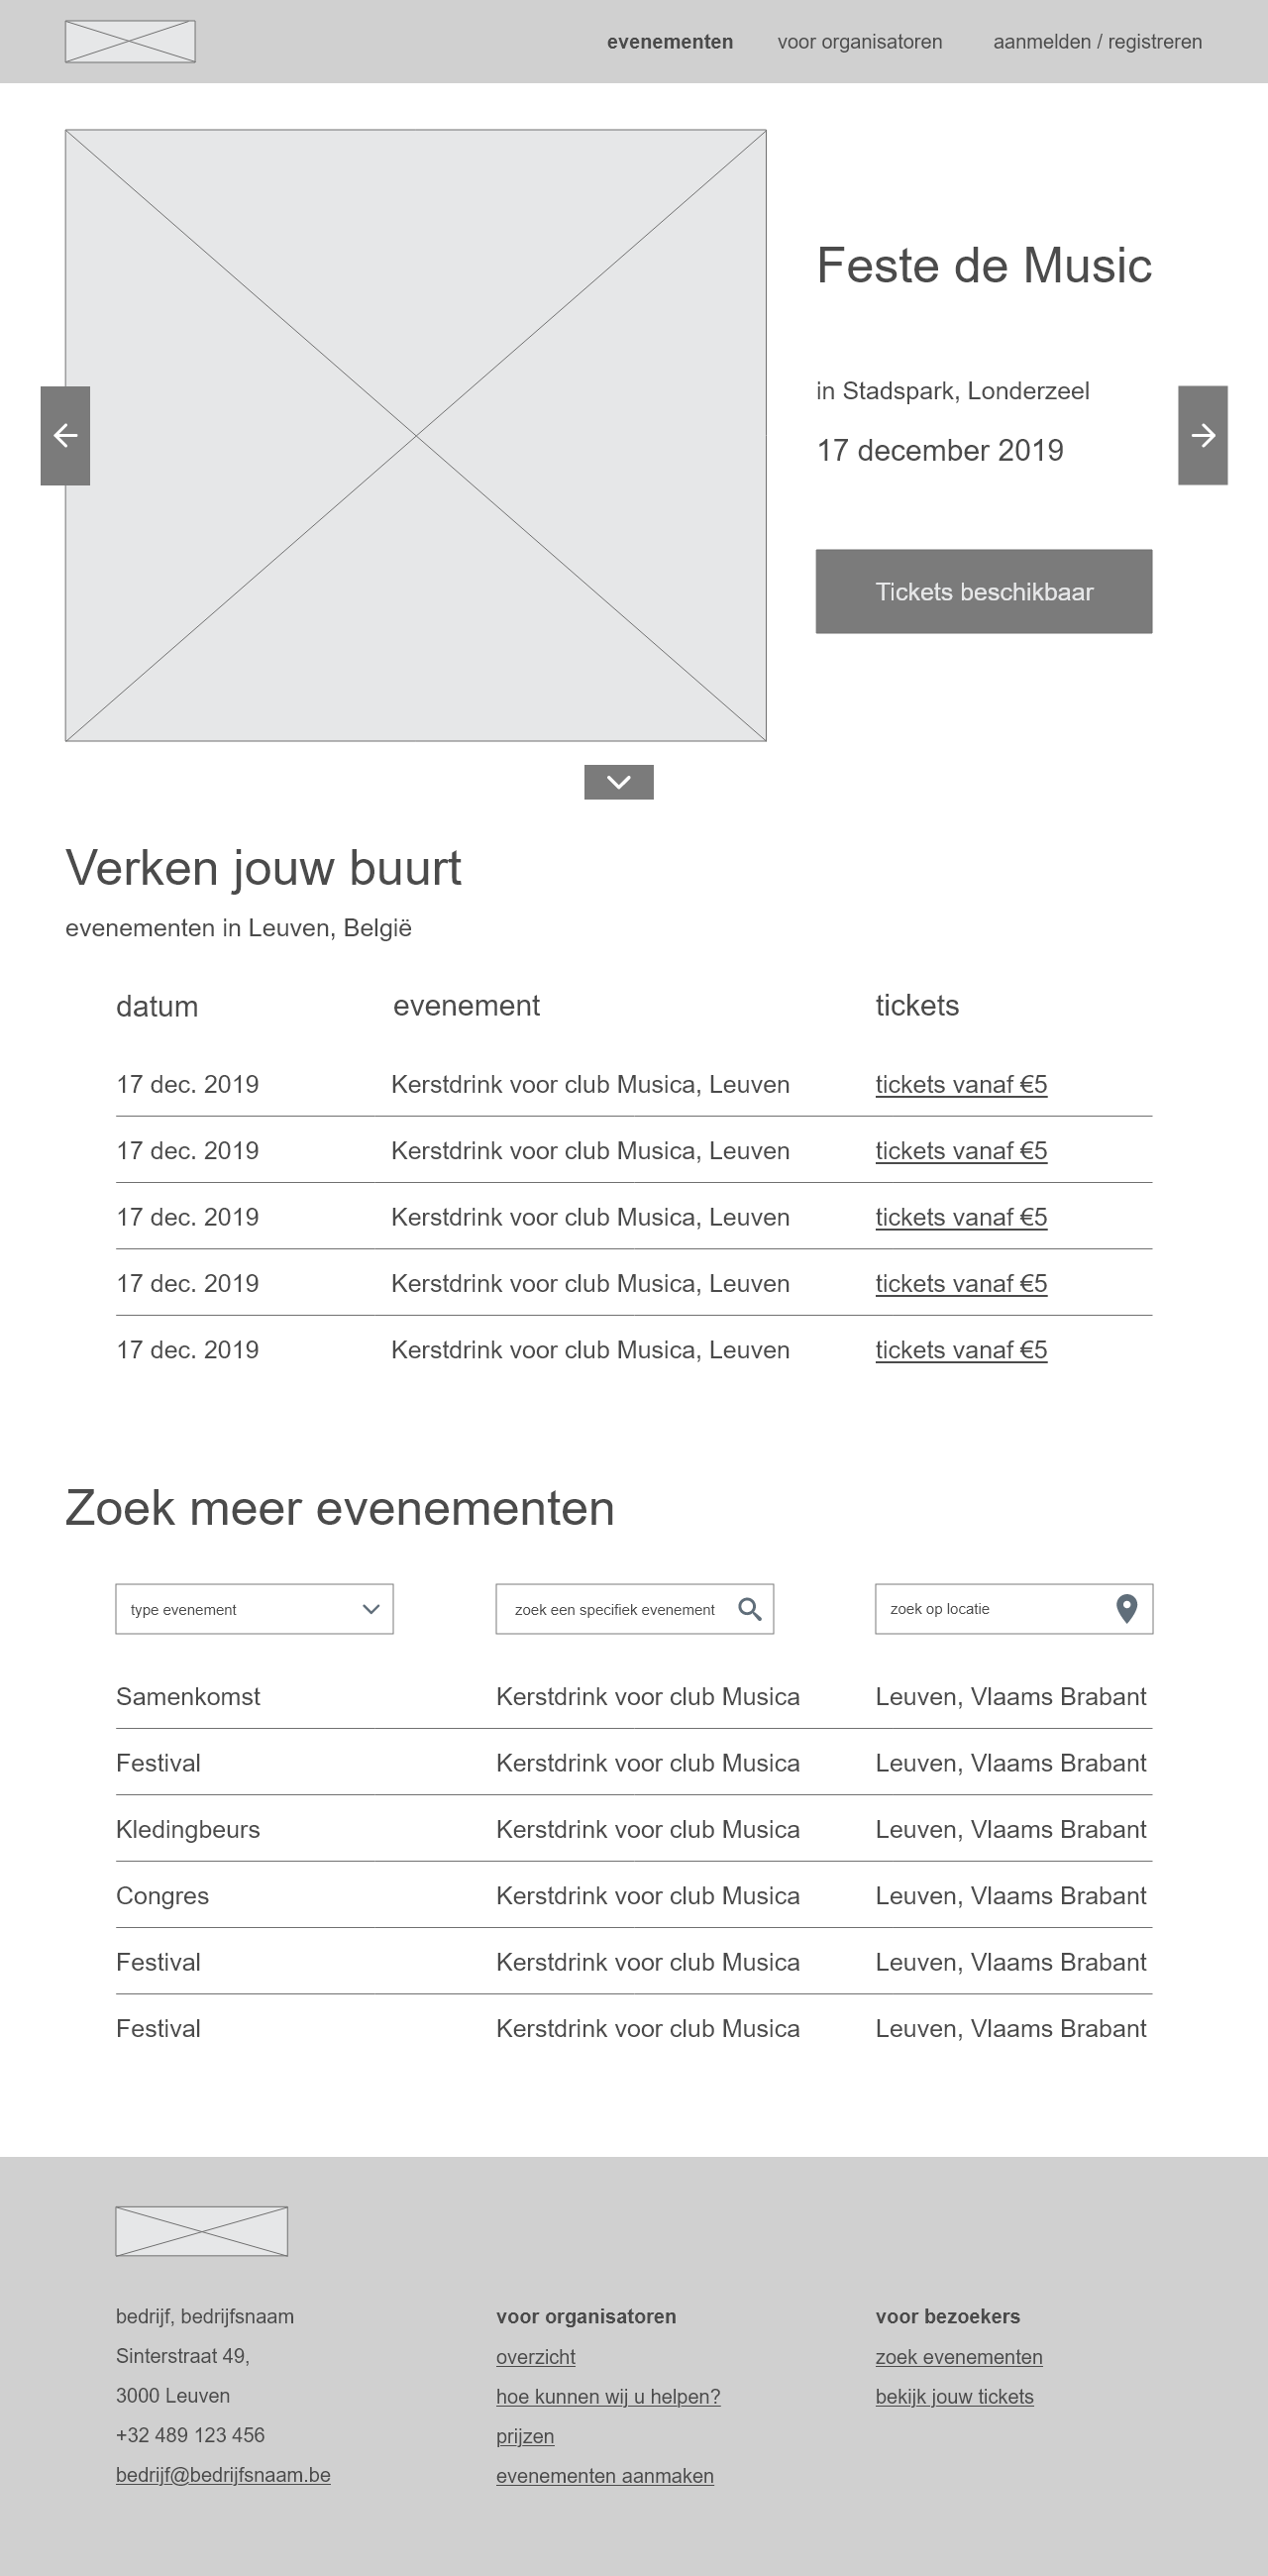 evenementen voor organisatoren aanmelden / registreren
Feste de Music
in Stadspark, Londerzeel
17 december 2019
Tickets beschikbaar
Verken jouw buurt
evenementen in Leuven, België
datum evenement tickets
17 dec. 2019 Kerstdrink voor club Musica, Leuven tickets vanaf €5
17 dec. 2019 Kerstdrink voor club Musica, Leuven tickets vanaf €5
17 dec. 2019 Kerstdrink voor club Musica, Leuven tickets vanaf €5
17 dec. 2019 Kerstdrink voor club Musica, Leuven tickets vanaf €5
17 dec. 2019 Kerstdrink voor club Musica, Leuven tickets vanaf €5
Zoek meer evenementen
type evenement zoek een specifiek evenement zoek op locatie
Samenkomst Kerstdrink voor club Musica Leuven, Vlaams Brabant
Festival Kerstdrink voor club Musica Leuven, Vlaams Brabant
Kledingbeurs Kerstdrink voor club Musica Leuven, Vlaams Brabant
Congres Kerstdrink voor club Musica Leuven, Vlaams Brabant
Festival Kerstdrink voor club Musica Leuven, Vlaams Brabant
Festival Kerstdrink voor club Musica Leuven, Vlaams Brabant
bedrijf, bedrijfsnaam
Sinterstraat 49,
3000 Leuven
+32 489 123 456
bedrijf@bedrijfsnaam.be
voor organisatoren
overzicht
hoe kunnen wij u helpen?
prijzen
evenementen aanmaken
voor bezoekers
zoek evenementen
bekijk jouw tickets